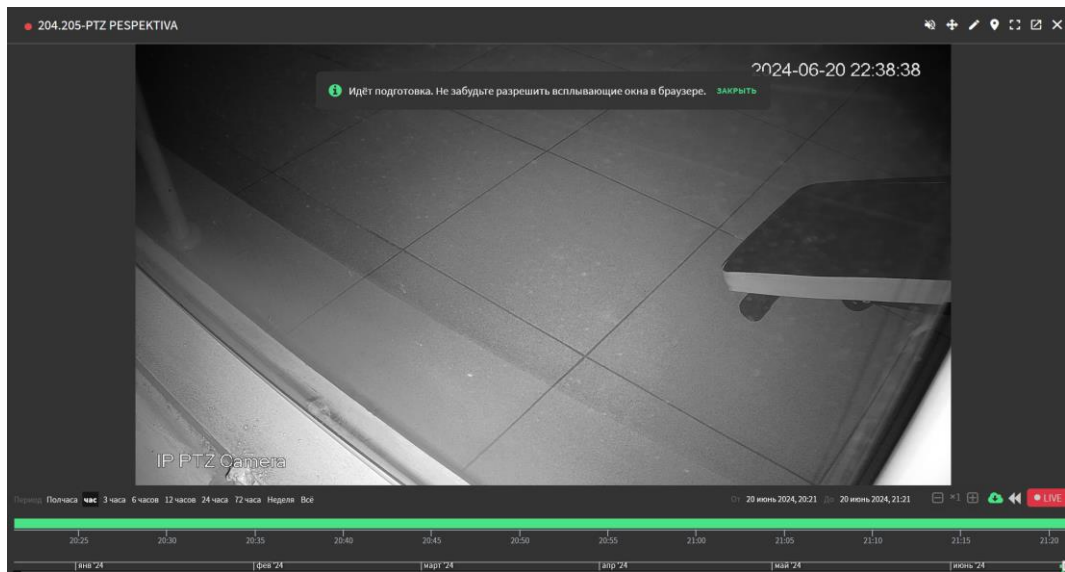 204.205-PTZ PESPEKTIVA
2024-06-20 22:38:38
Идёт подготовка. Не забудьте разрешить всплывающие окна в браузере. ЗАКРЫТЬ
IP PTZ Camera
Период Полчаса час 3 часа 6 часов 12 часов 24 часа 72 часа Неделя Всё От 20 июнь 2024, 20:21 До 20 июнь 2024, 21:21 ×1 LIVE
20:25 20:30 20:35 20:40 20:45 20:50 20:55 21:00 21:05 21:10 21:15 21:20
янв '24 фев '24 март '24 апр '24 май '24 июнь '24